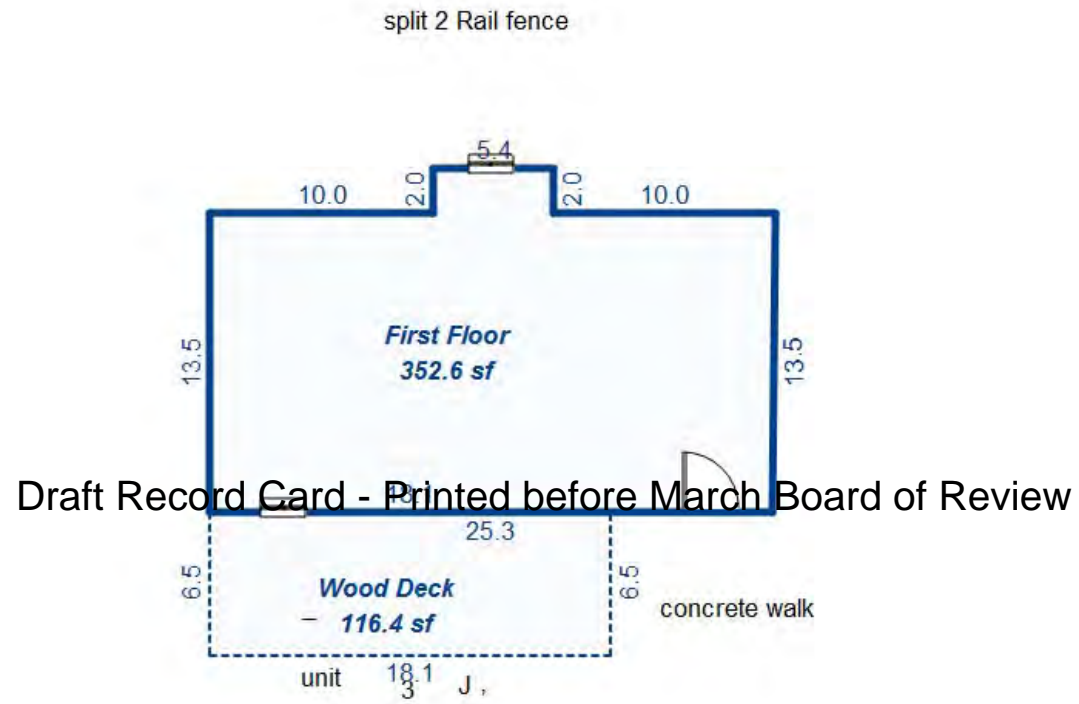 split 2 Rail fence
5.4
10.0
2.0
2.0
10.0
First Floor
352.6 sf
13.5
13.5
Draft Record Card - Printed before March Board of Review
18.1
25.3
6.5
Wood Deck
116.4 sf
6.5
concrete walk
unit
18.1
3
J ,